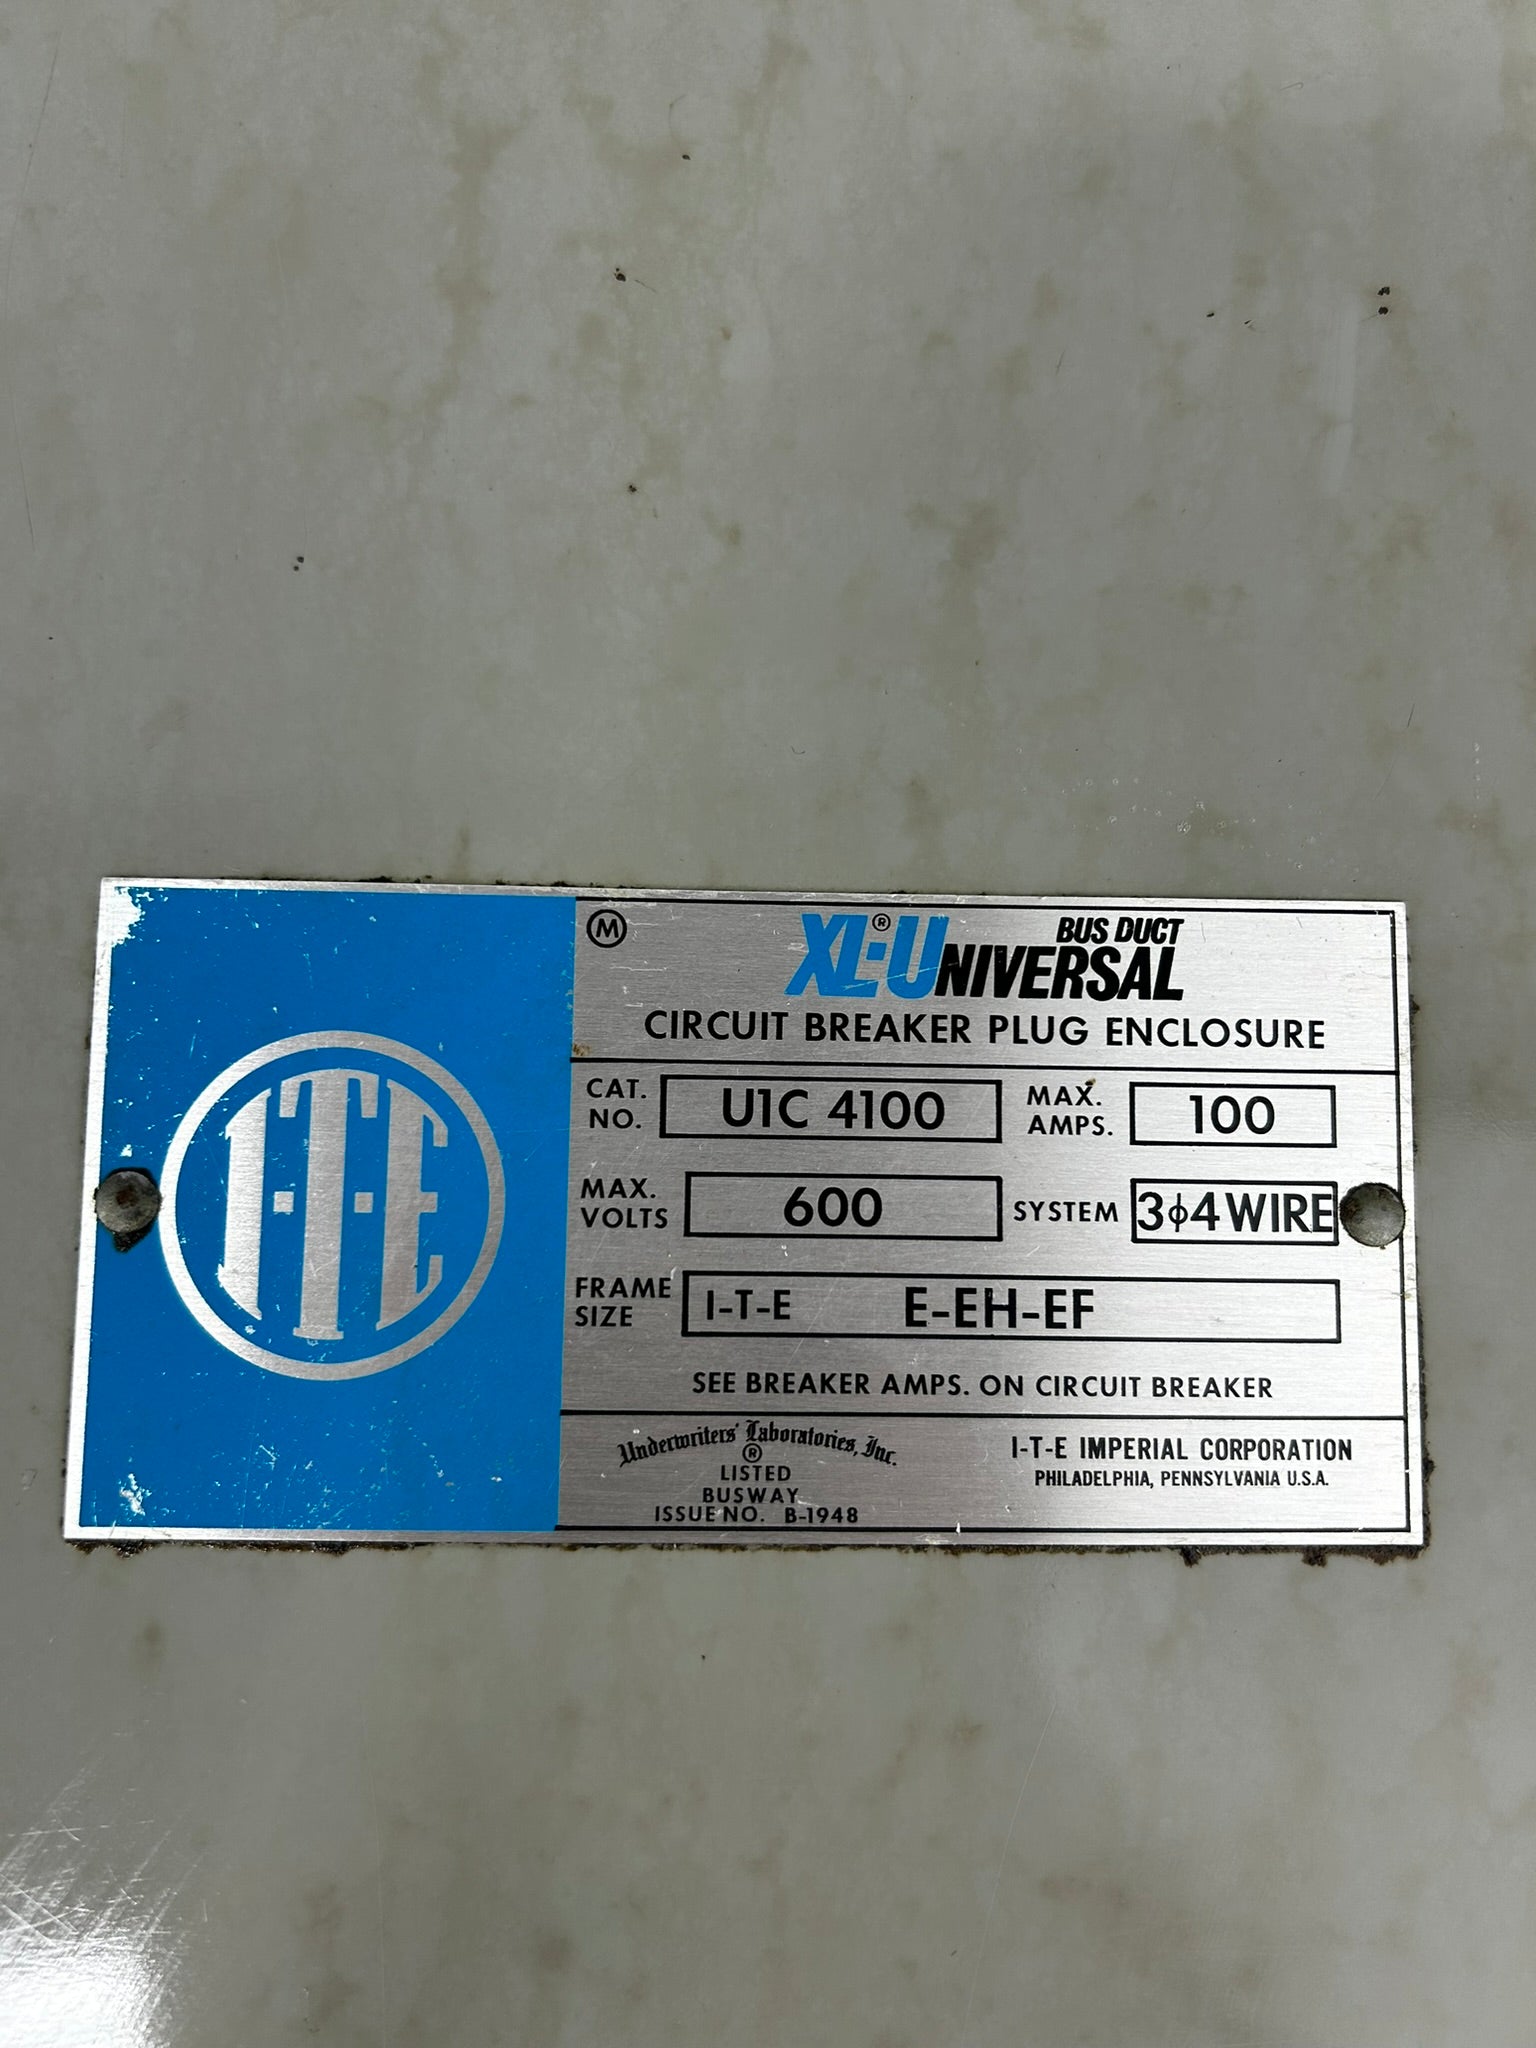 I-T-E
Ⓜ
XL-UNIVERSAL®
BUS DUCT
CIRCUIT BREAKER PLUG ENCLOSURE
CAT. NO. U1C 4100 MAX. AMPS. 100
MAX. VOLTS 600 SYSTEM 3ϕ4 WIRE
FRAME SIZE I-T-E E-EH-EF
SEE BREAKER AMPS. ON CIRCUIT BREAKER
Underwriters' Laboratories, Inc.
®
LISTED
BUSWAY
ISSUE NO. B-1948
I-T-E IMPERIAL CORPORATION
PHILADELPHIA, PENNSYLVANIA U.S.A.